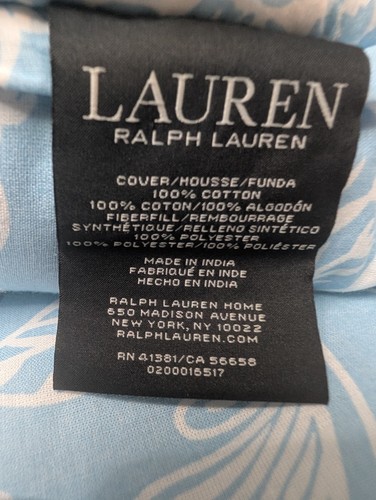 LAUREN
RALPH LAUREN
COVER/HOUSSE/FUNDA
100% COTTON
100% COTON/100% ALGODÓN
FIBERFILL/REMBOURRAGE
SYNTHÉTIQUE/RELLENO SINTÉTICO
100% POLYESTER
100% POLYESTER/100% POLIÉSTER
MADE IN INDIA
FABRIQUÉ EN INDE
HECHO EN INDIA
RALPH LAUREN HOME
650 MADISON AVENUE
NEW YORK, NY 10022
RALPHLAUREN.COM
RN 41381/CA 56658
0200016517